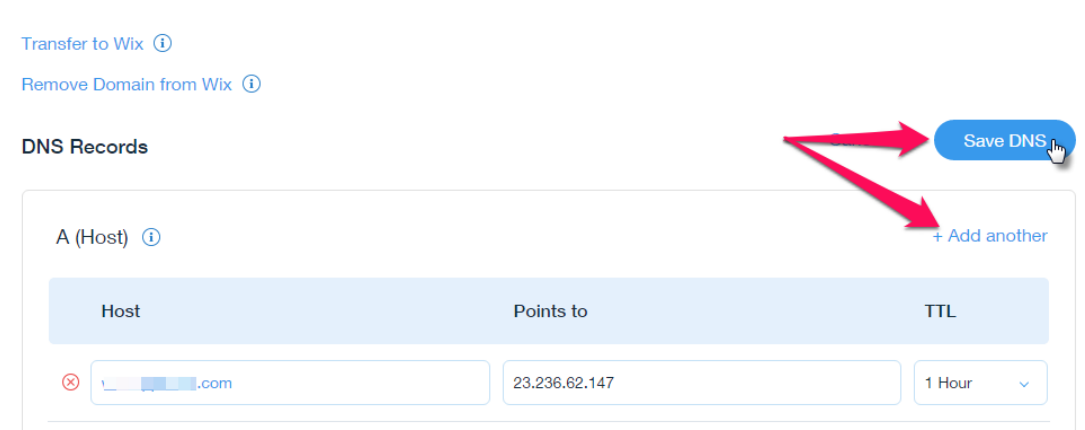 Transfer to Wix
Remove Domain from Wix
DNS Records
Save DNS
A (Host)
+ Add another
Host Points to TTL
.com 23.236.62.147 1 Hour